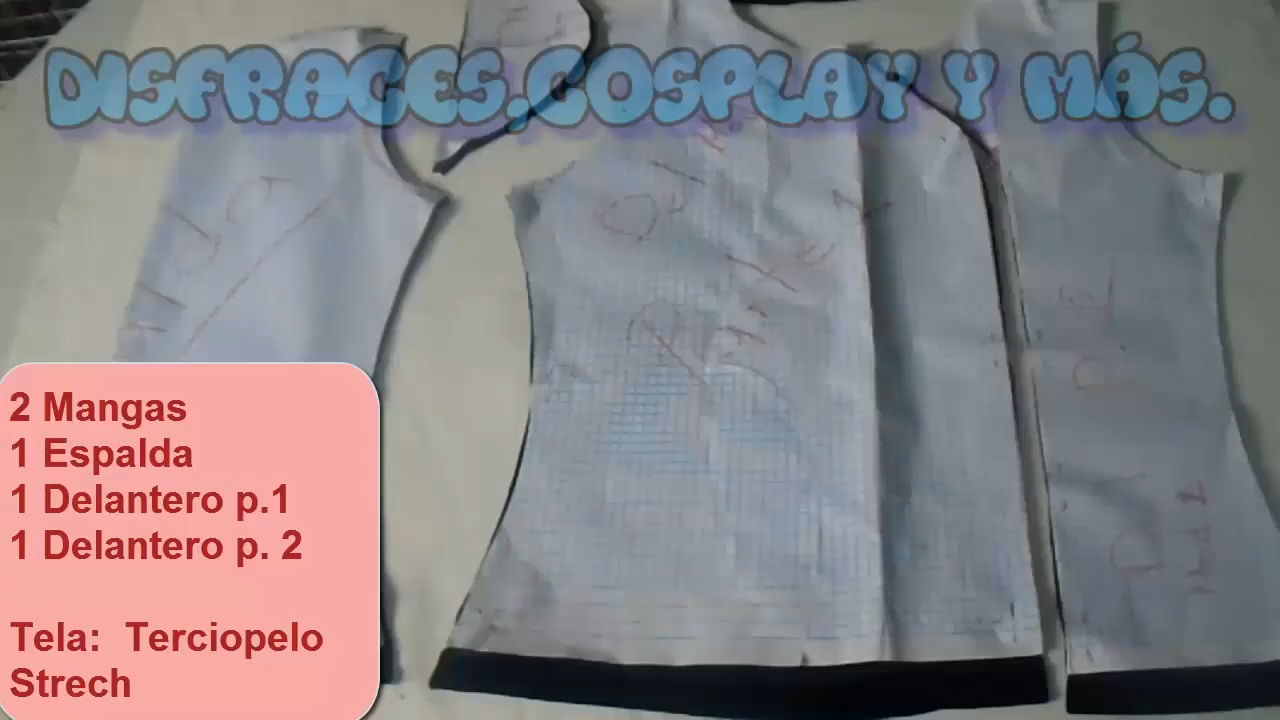 DISFRACES,COSPLAY Y MÁS.
2 Mangas
1 Espalda
1 Delantero p.1
1 Delantero p. 2
Tela: Terciopelo
Strech